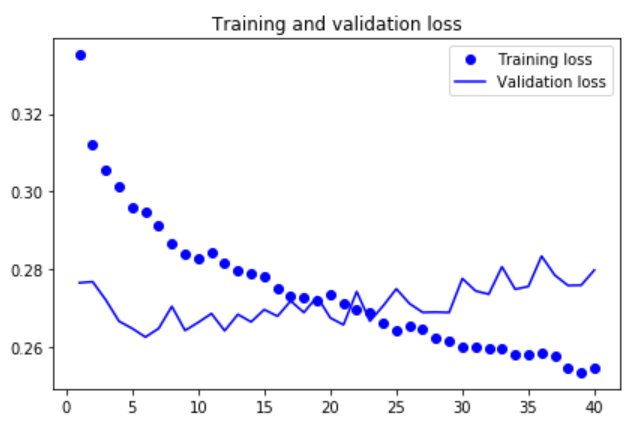 Training and validation loss
Training loss
Validation loss
0.32
0.30
0.28
0.26
0 5 10 15 20 25 30 35 40